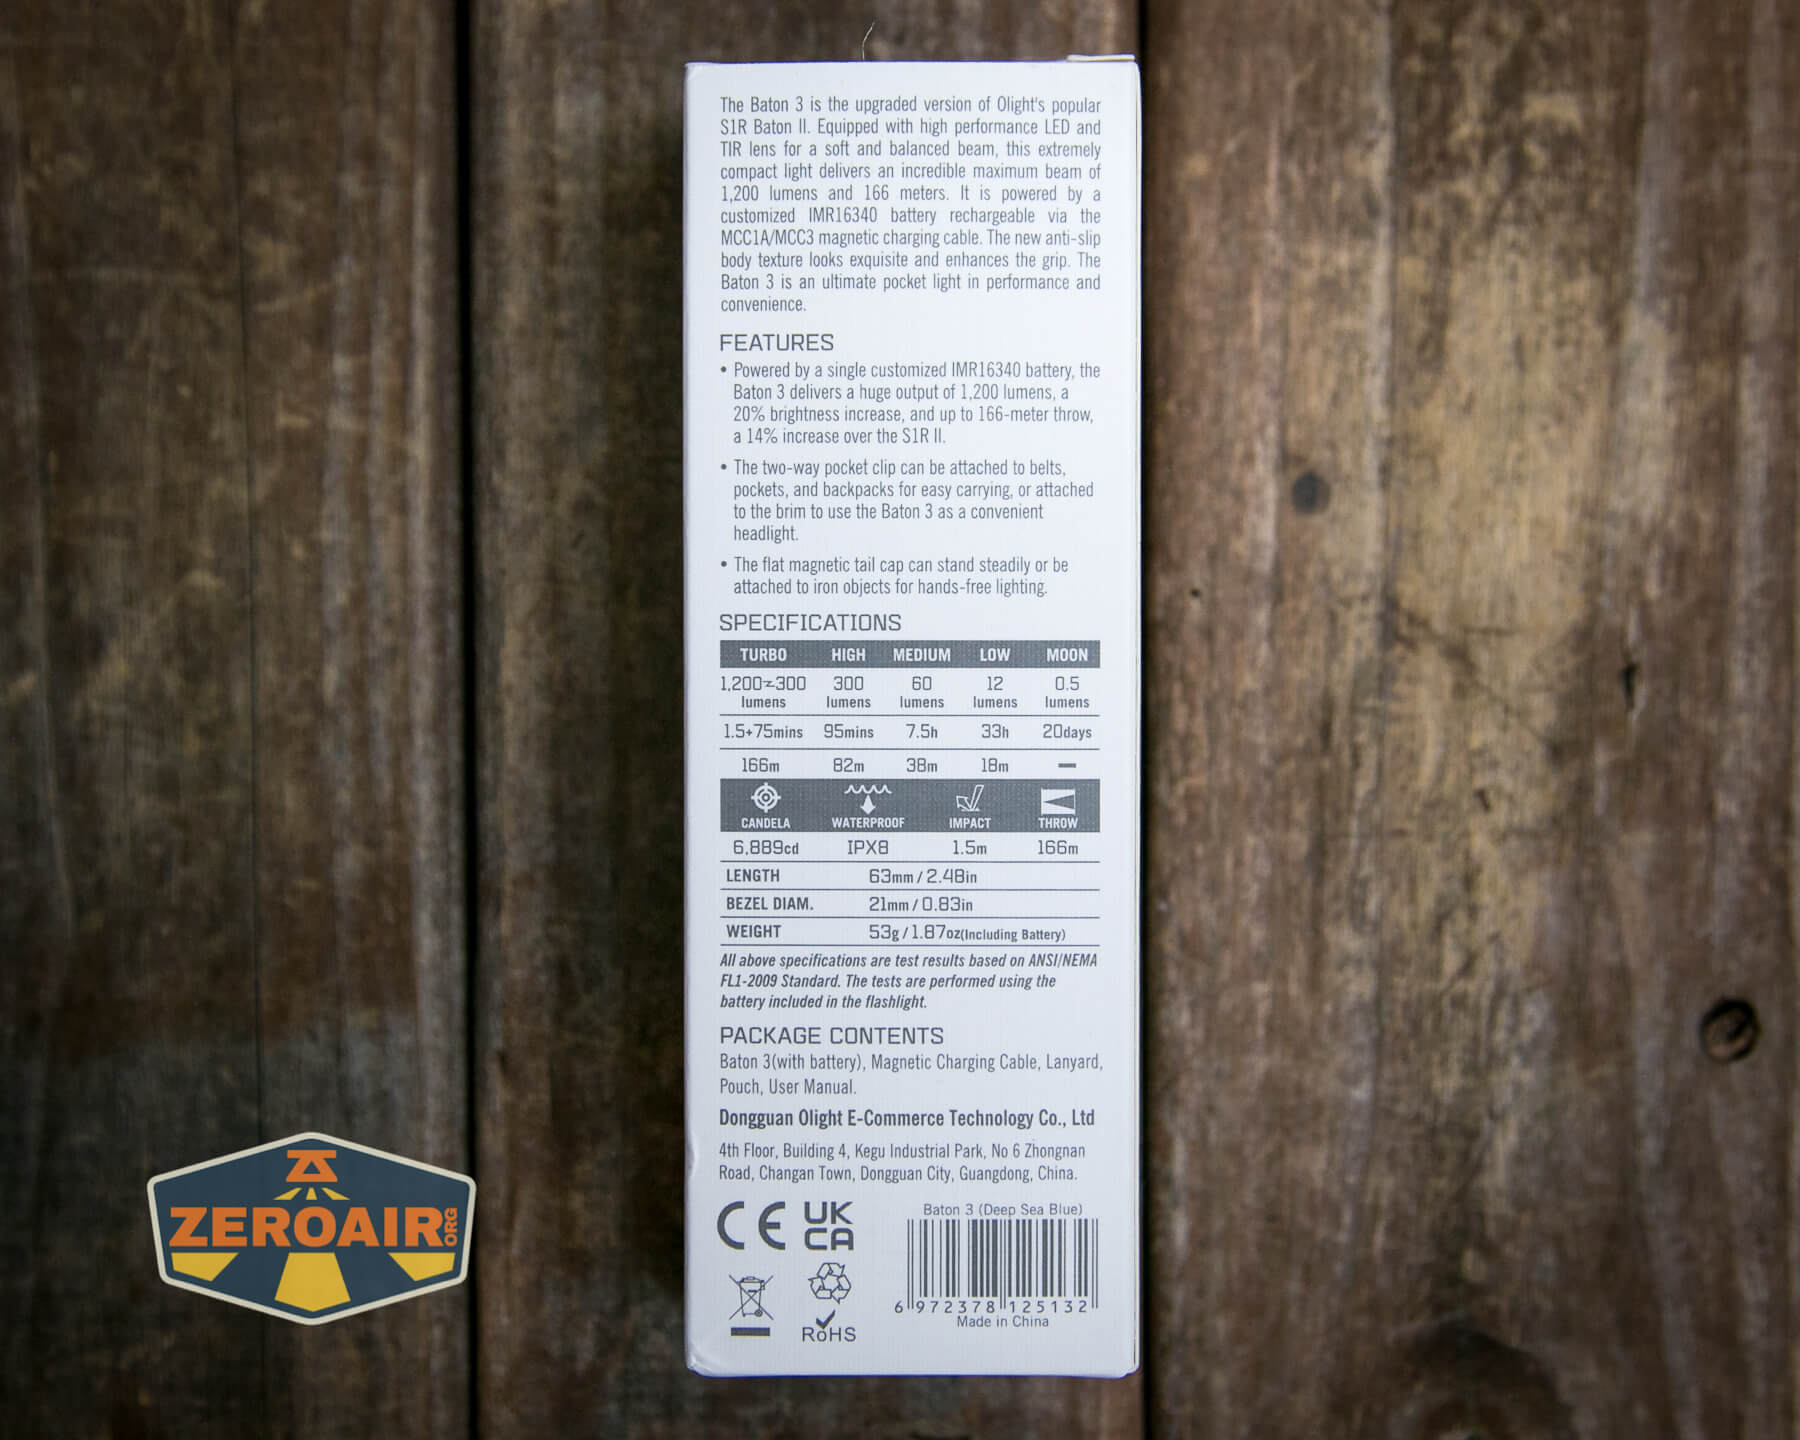 The Baton 3 is the upgraded version of Olight's popular
S1R Baton II. Equipped with high performance LED and
TIR lens for a soft and balanced beam, this extremely
compact light delivers an incredible maximum beam of
1,200 lumens and 166 meters. It is powered by a
customized IMR16340 battery rechargeable via the
MCC1A/MCC3 magnetic charging cable. The new anti-slip
body texture looks exquisite and enhances the grip. The
Baton 3 is an ultimate pocket light in performance and
convenience.
FEATURES
• Powered by a single customized IMR16340 battery, the
Baton 3 delivers a huge output of 1,200 lumens, a
20% brightness increase, and up to 166-meter throw,
a 14% increase over the S1R II.
• The two-way pocket clip can be attached to belts,
pockets, and backpacks for easy carrying, or attached
to the brim to use the Baton 3 as a convenient
headlight.
• The flat magnetic tail cap can stand steadily or be
attached to iron objects for hands-free lighting.
SPECIFICATIONS
TURBO HIGH MEDIUM LOW MOON
1,200~300 300 60 12 0.5
lumens lumens lumens lumens lumens
1.5+75mins 95mins 7.5h 33h 20days
166m 82m 38m 18m —
CANDELA WATERPROOF IMPACT THROW
6,889cd IPX8 1.5m 166m
LENGTH 63mm / 2.48in
BEZEL DIAM. 21mm / 0.83in
WEIGHT 53g / 1.87oz(Including Battery)
All above specifications are test results based on ANSI/NEMA
FL1-2009 Standard. The tests are performed using the
battery included in the flashlight.
PACKAGE CONTENTS
Baton 3(with battery), Magnetic Charging Cable, Lanyard,
Pouch, User Manual.
Dongguan Olight E-Commerce Technology Co., Ltd
4th Floor, Building 4, Kegu Industrial Park, No 6 Zhongnan
Road, Changan Town, Dongguan City, Guangdong, China.
CE UK
CA
Baton 3 (Deep Sea Blue)
6 972378 125132
Made in China
RoHS
ZEROAIR.ORG